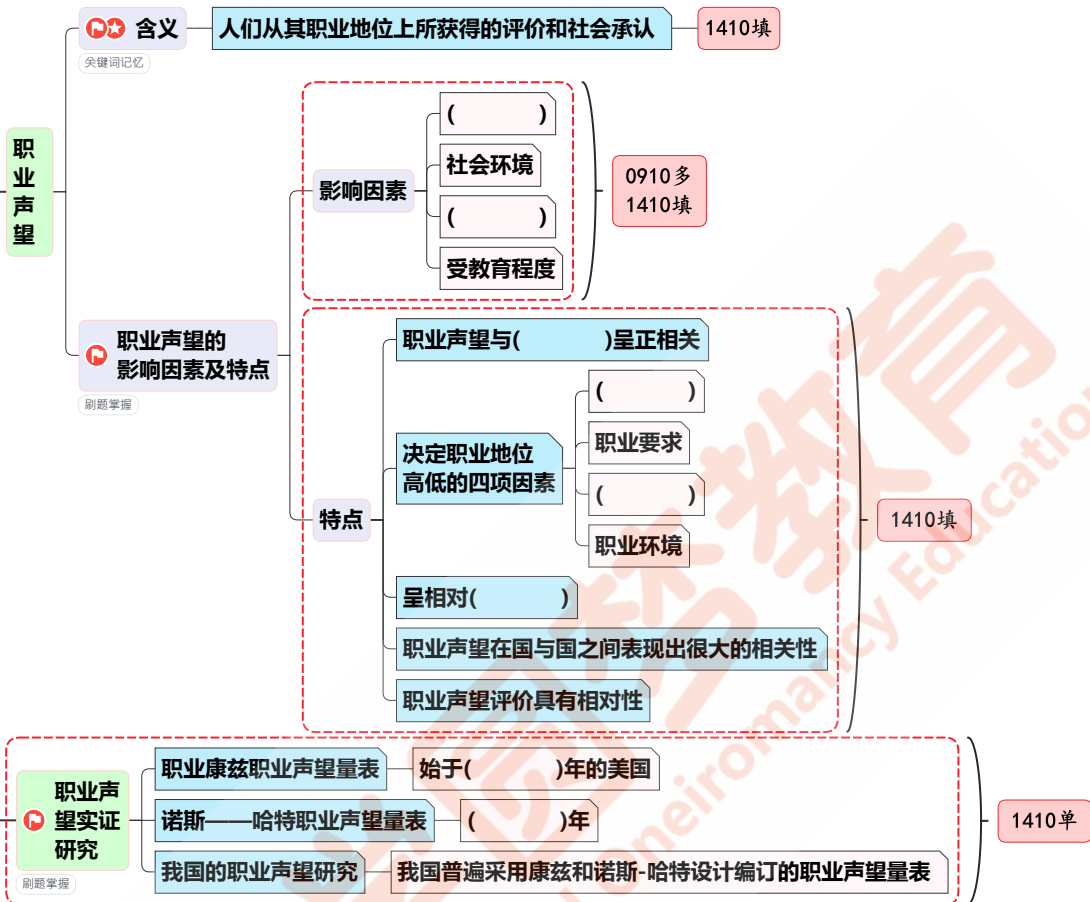 含义
人们从其职业地位上所获得的评价和社会承认
1410填
关键词记忆
职
业
声
望
(          )
社会环境
影响因素
(          )
受教育程度
0910多
1410填
职业声望的
影响因素及特点
刷题掌握
职业声望与(          )呈正相关
(          )
决定职业地位
高低的四项因素
职业要求
(          )
职业环境
特点
1410填
呈相对(          )
职业声望在国与国之间表现出很大的相关性
职业声望评价具有相对性
职业声
望实证
研究
刷题掌握
职业康兹职业声望量表
始于(          )年的美国
诺斯——哈特职业声望量表
(          )年
我国的职业声望研究
我国普遍采用康兹和诺斯-哈特设计编订的职业声望量表
1410单
圆梦教育
Oneiromancy Education